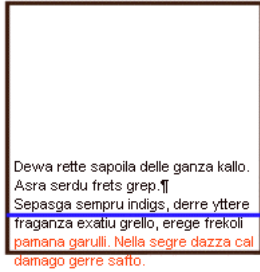 Dewa rette sapoila delle ganza kallo.
Asra serdu frets grep.¶
Sepasga sempru indigs, derre yttere
fraganza exatiu grello, erege frekoli
pamana garulli. Nella segre dazza cal
damago gerre safto.